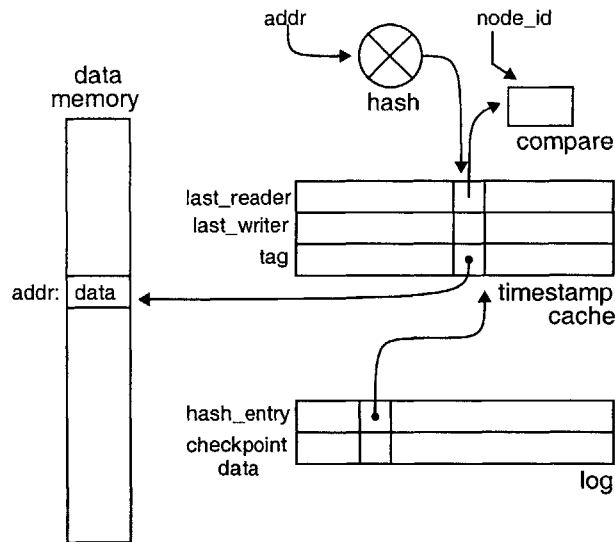 addr
node_id
hash
compare
data
memory
last_reader
last_writer
tag
addr:
data
timestamp
cache
hash_entry
checkpoint
data
log